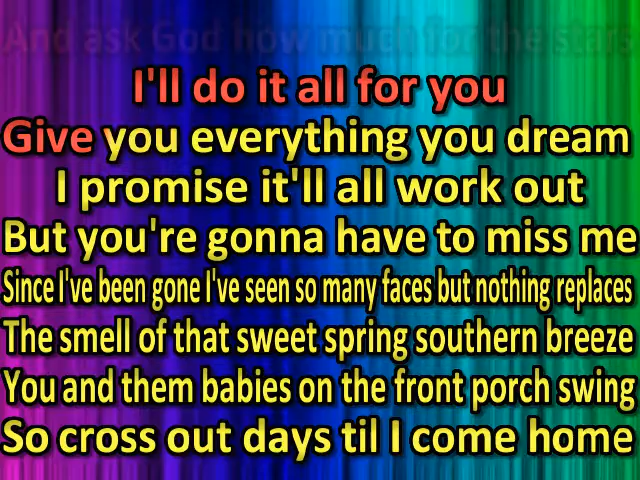 And ask God how much for the stars
I'll do it all for you
Give you everything you dream
I promise it'll all work out
But you're gonna have to miss me
Since I've been gone I've seen so many faces but nothing replaces
The smell of that sweet spring southern breeze
You and them babies on the front porch swing
So cross out days til I come home